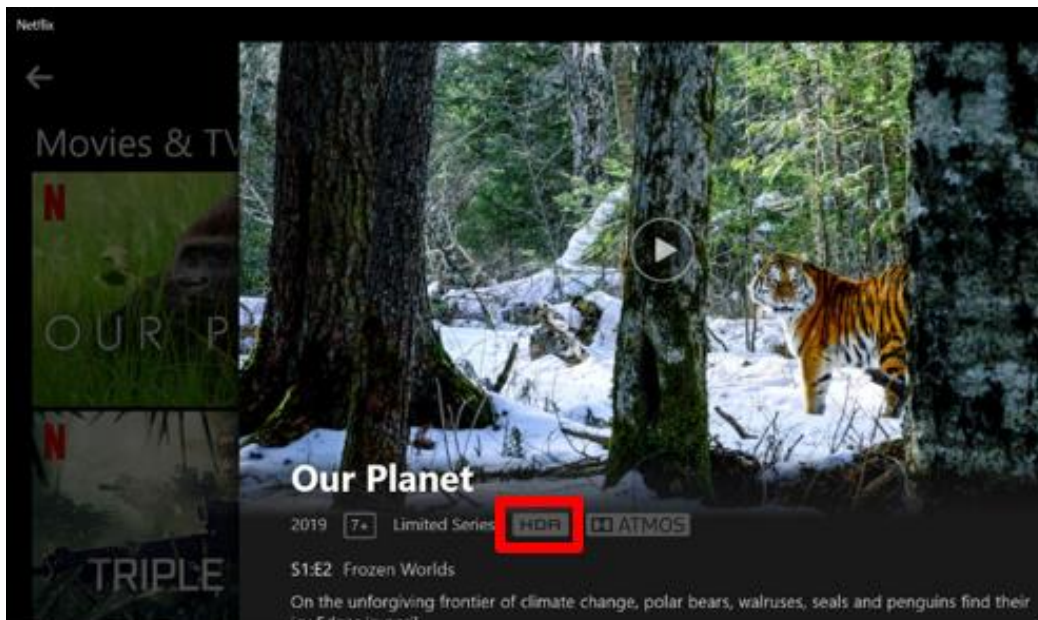 Netflix
Movies & TV
N
OUR P
N
TRIPLE
Our Planet
2019 7+ Limited Series HDR ATMOS
S1:E2 Frozen Worlds
On the unforgiving frontier of climate change, polar bears, walruses, seals and penguins find their